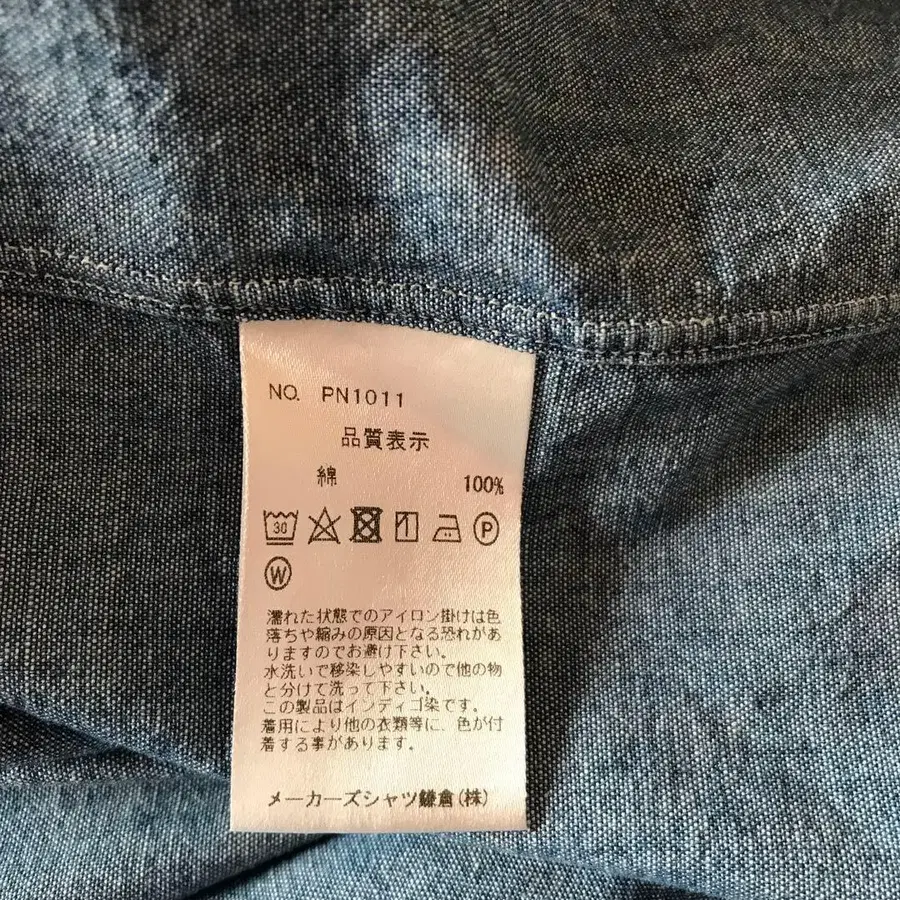 NO. PN1011
品質表示
綿 100%
30
P
W
濡れた状態でのアイロン掛けは色
落ちや縮みの原因となる恐れがあ
りますのでお避け下さい。
水洗いで移染しやすいので他の物
と分けて洗って下さい。
この製品はインディゴ染です。
着用により他の衣類等に、色が付
着する事があります。
メーカーズシャツ鎌倉(株)